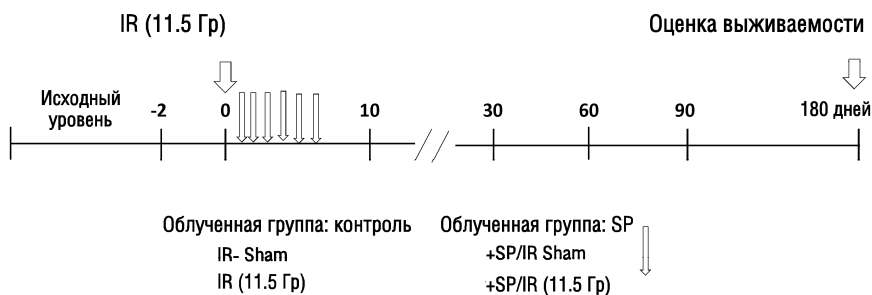 IR (11.5 Гр)
Оценка выживаемости
Исходный
уровень
-2
0
10
30
60
90
180 дней
Облученная группа: контроль
IR- Sham
IR (11.5 Гр)
Облученная группа: SP
+SP/IR Sham
+SP/IR (11.5 Гр)